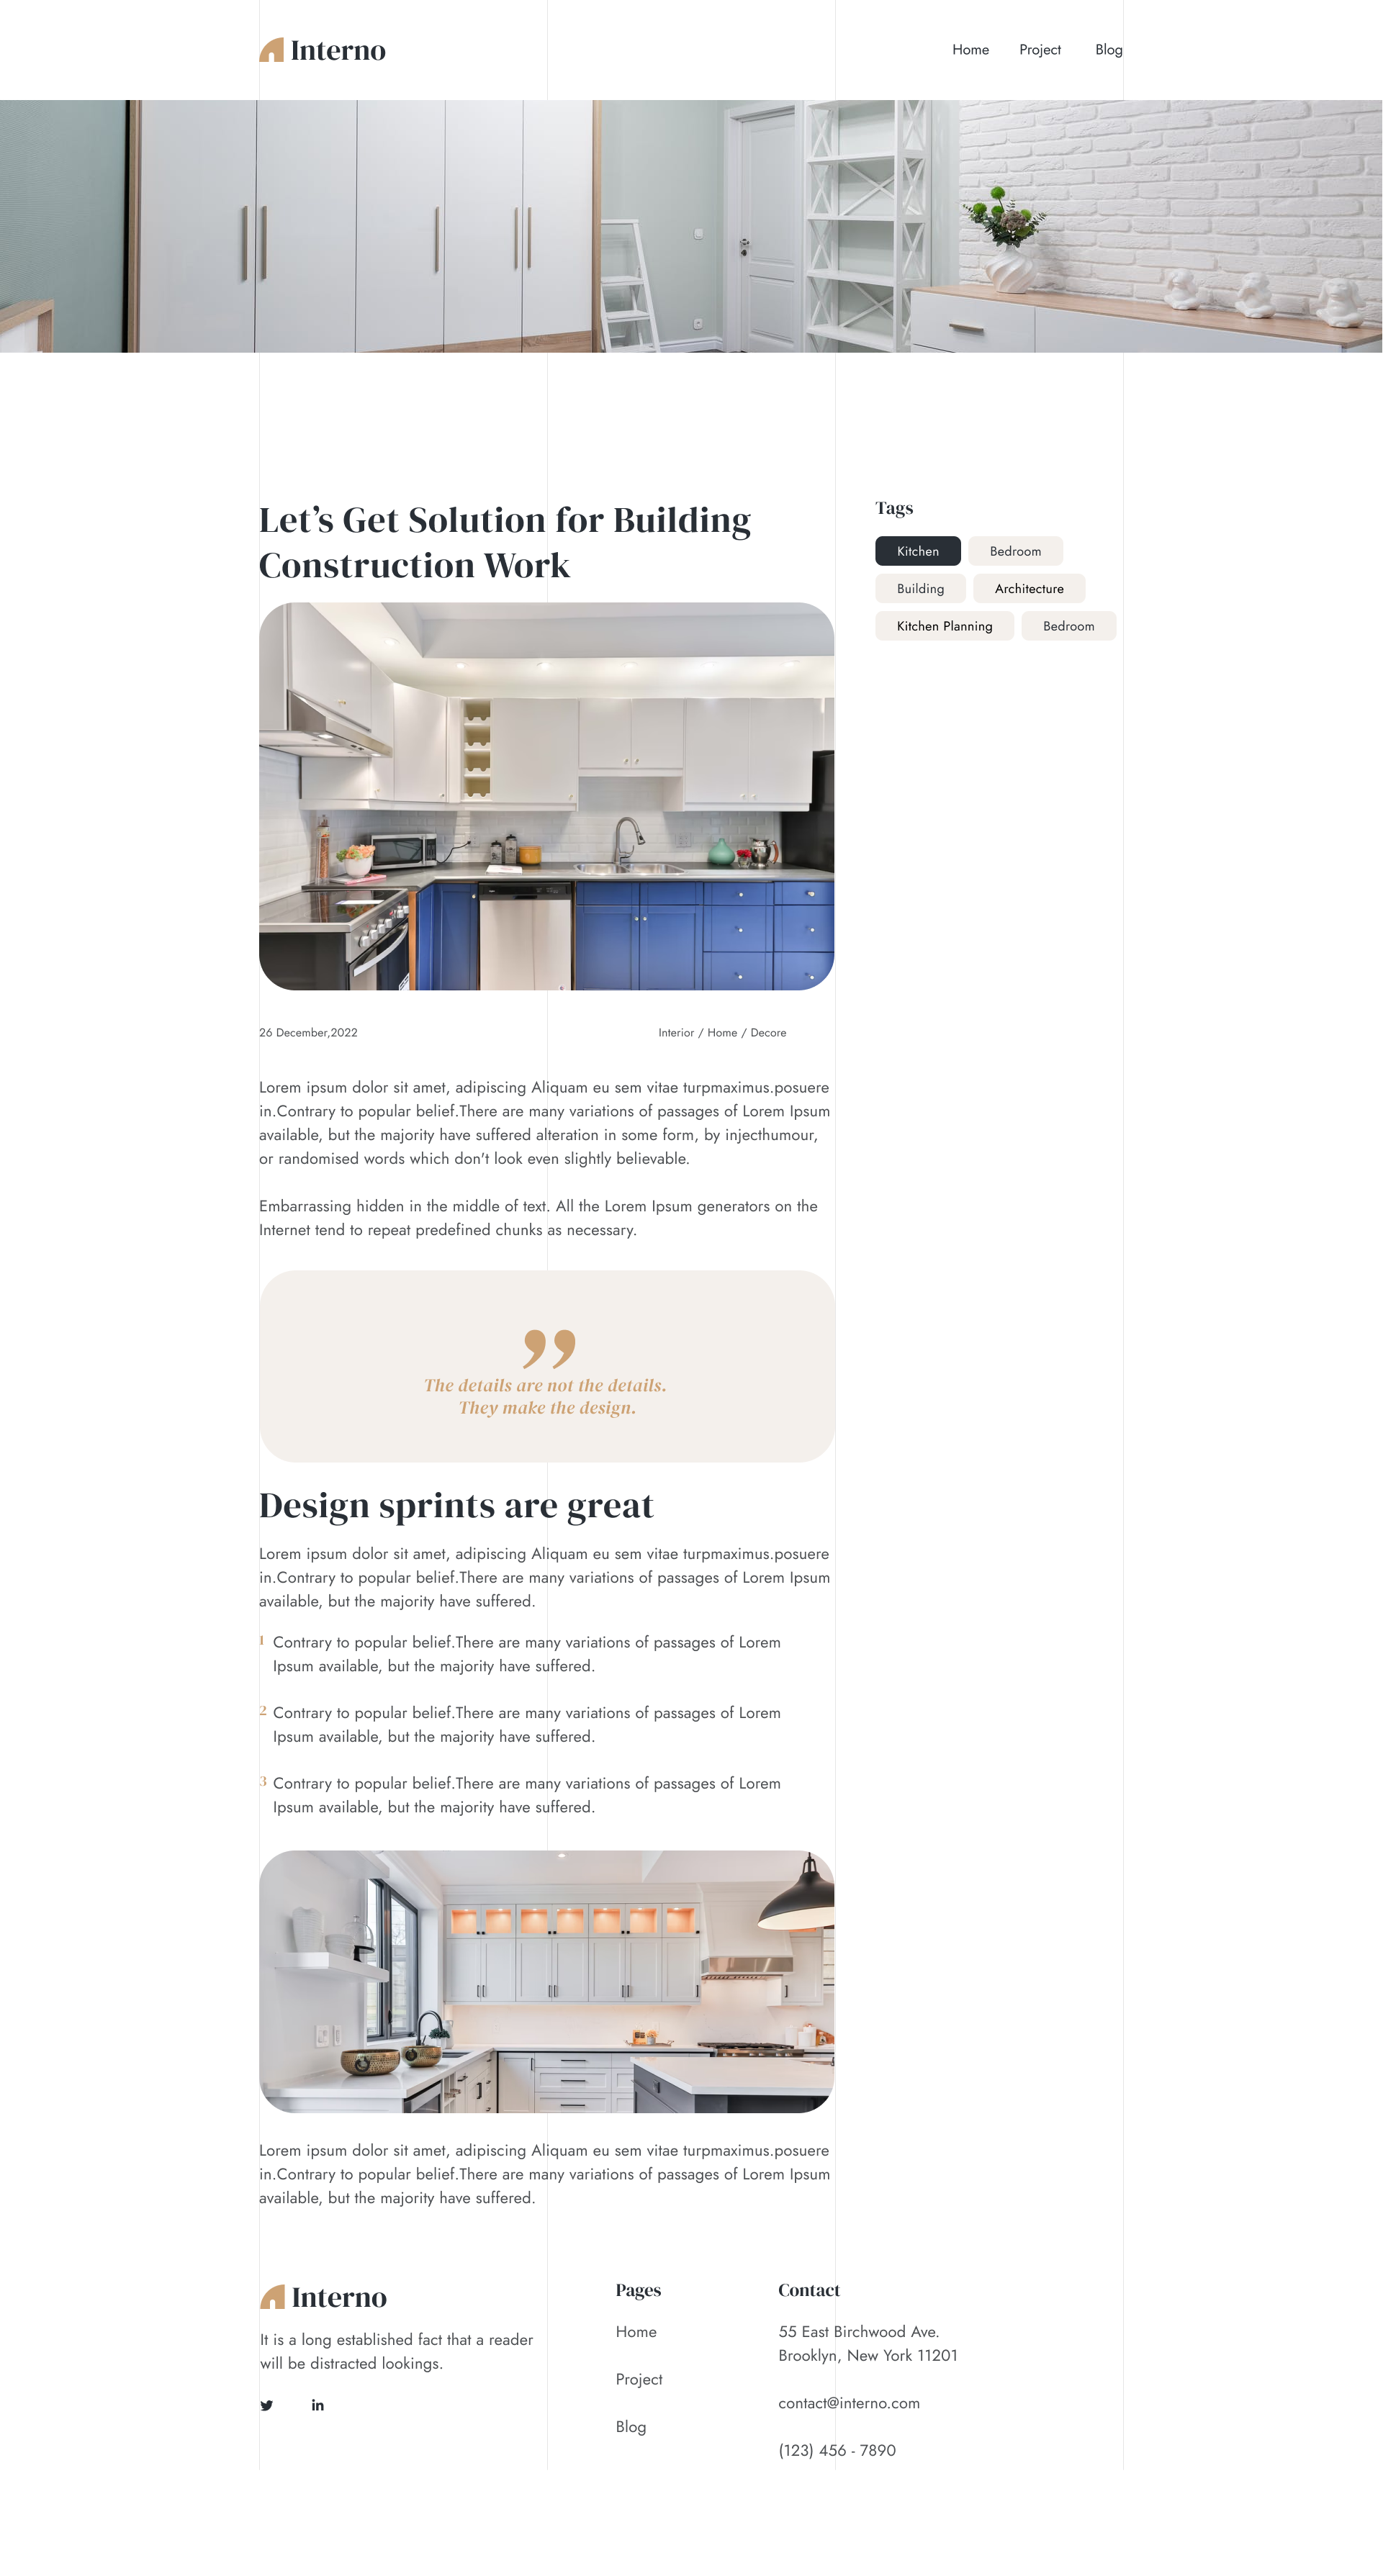 Interno
Home Project Blog
Let’s Get Solution for Building
Construction Work
Tags
Kitchen Bedroom
Building Architecture
Kitchen Planning Bedroom
26 December,2022
Interior / Home / Decore
Lorem ipsum dolor sit amet, adipiscing Aliquam eu sem vitae turpmaximus.posuere
in.Contrary to popular belief.There are many variations of passages of Lorem Ipsum
available, but the majority have suffered alteration in some form, by injecthumour,
or randomised words which don't look even slightly believable.
Embarrassing hidden in the middle of text. All the Lorem Ipsum generators on the
Internet tend to repeat predefined chunks as necessary.
”
The details are not the details.
They make the design.
Design sprints are great
Lorem ipsum dolor sit amet, adipiscing Aliquam eu sem vitae turpmaximus.posuere
in.Contrary to popular belief.There are many variations of passages of Lorem Ipsum
available, but the majority have suffered.
1 Contrary to popular belief.There are many variations of passages of Lorem
Ipsum available, but the majority have suffered.
2 Contrary to popular belief.There are many variations of passages of Lorem
Ipsum available, but the majority have suffered.
3 Contrary to popular belief.There are many variations of passages of Lorem
Ipsum available, but the majority have suffered.
Lorem ipsum dolor sit amet, adipiscing Aliquam eu sem vitae turpmaximus.posuere
in.Contrary to popular belief.There are many variations of passages of Lorem Ipsum
available, but the majority have suffered.
Interno
It is a long established fact that a reader
will be distracted lookings.
in
Pages
Home
Project
Blog
Contact
55 East Birchwood Ave.
Brooklyn, New York 11201
contact@interno.com
(123) 456 - 7890